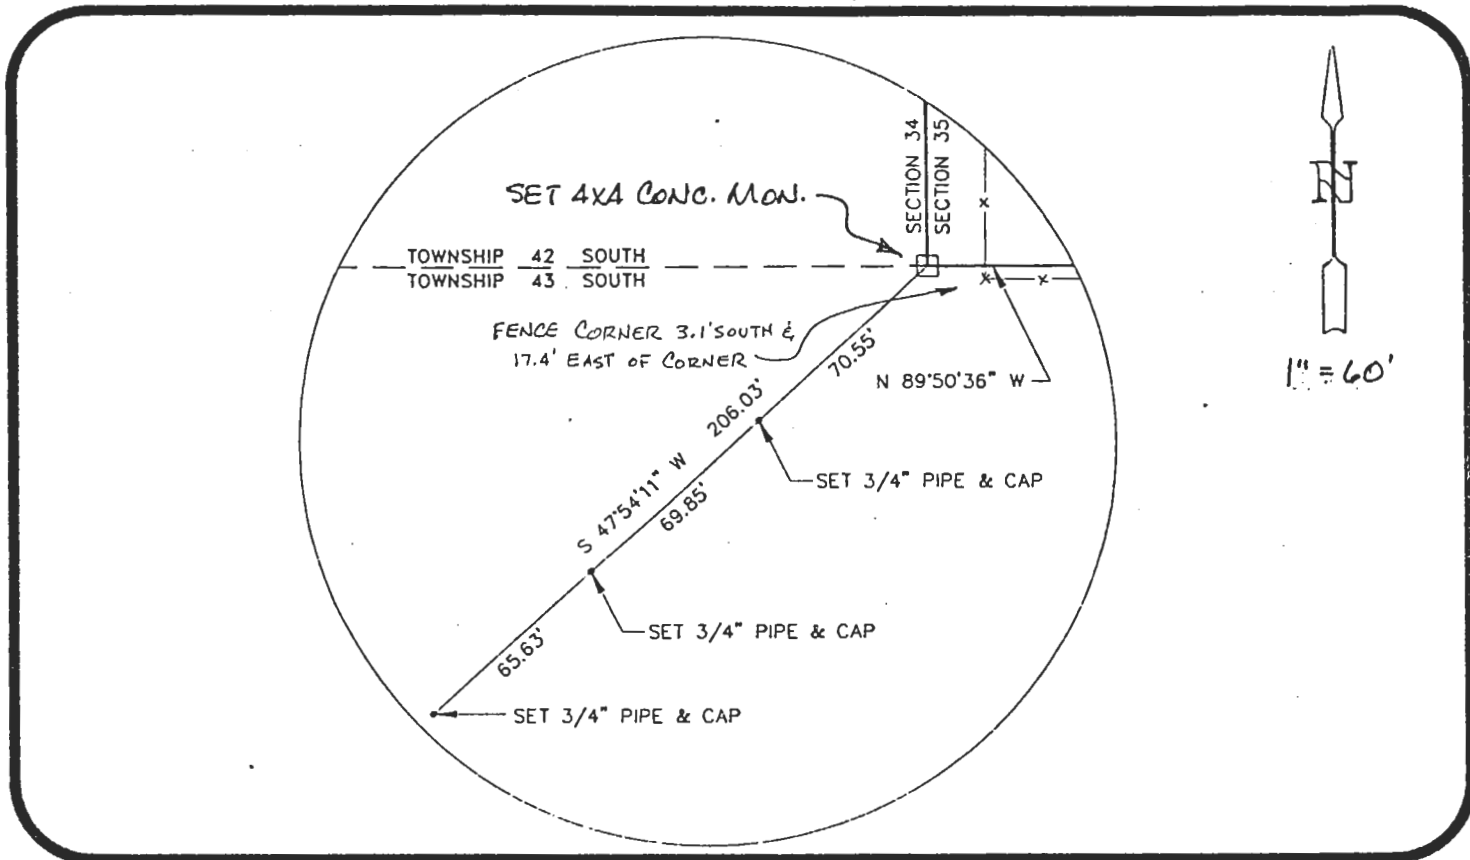 SECTION 34
SECTION 35
SET 4X4 CONC. MON.
N
TOWNSHIP 42 SOUTH
TOWNSHIP 43 SOUTH
FENCE CORNER 3.1' SOUTH &
17.4' EAST OF CORNER
70.55'
N 89°50'36" W
1" = 60'
206.03'
S 47°54'11" W
69.85'
SET 3/4" PIPE & CAP
65.63'
SET 3/4" PIPE & CAP
SET 3/4" PIPE & CAP